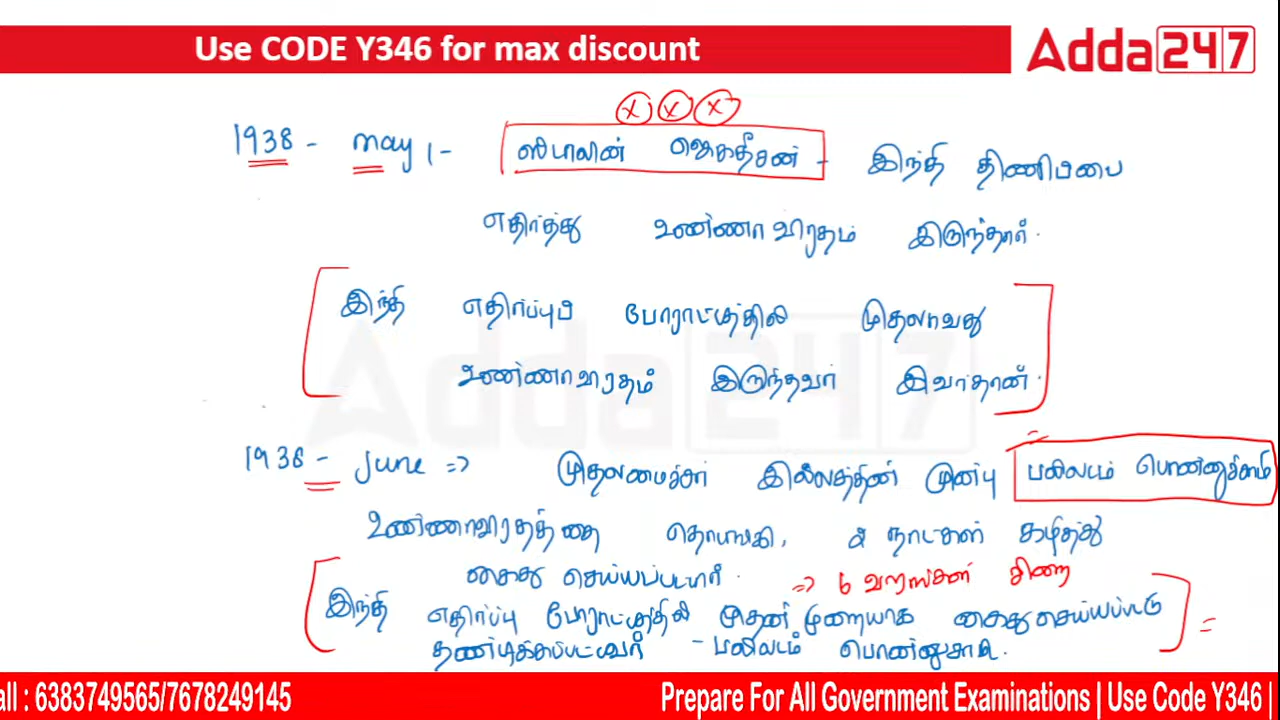 Use CODE Y346 for max discount
Adda247
x x x
1938 - may 1 - ஸ்டாலின் ஜெகதீசன் - இந்தி திணிப்பை
எதிர்த்து உண்ணாவிரதம் இருந்தார்.
இந்தி எதிர்ப்புப் போராட்டத்தில் முதலாவது
உண்ணாவிரதம் இருந்தவர் இவர்தான்.
1938 - June => முதலமைச்சர் இல்லத்தின் முன்பு பல்லடம் பொன்னுச்சாமி
உண்ணாவிரதத்தை தொடங்கி, 2 நாட்கள் கழித்து
கைது செய்யப்பட்டார். => 6 வாரங்கள் சிறை
இந்தி எதிர்ப்பு போராட்டத்தில் முதன் முறையாக கைது செய்யப்பட்டு =
தண்டிக்கப்பட்டவர் - பல்லடம் பொன்னுசாமி.
all : 6383749565/7678249145 Prepare For All Government Examinations | Use Code Y346 |